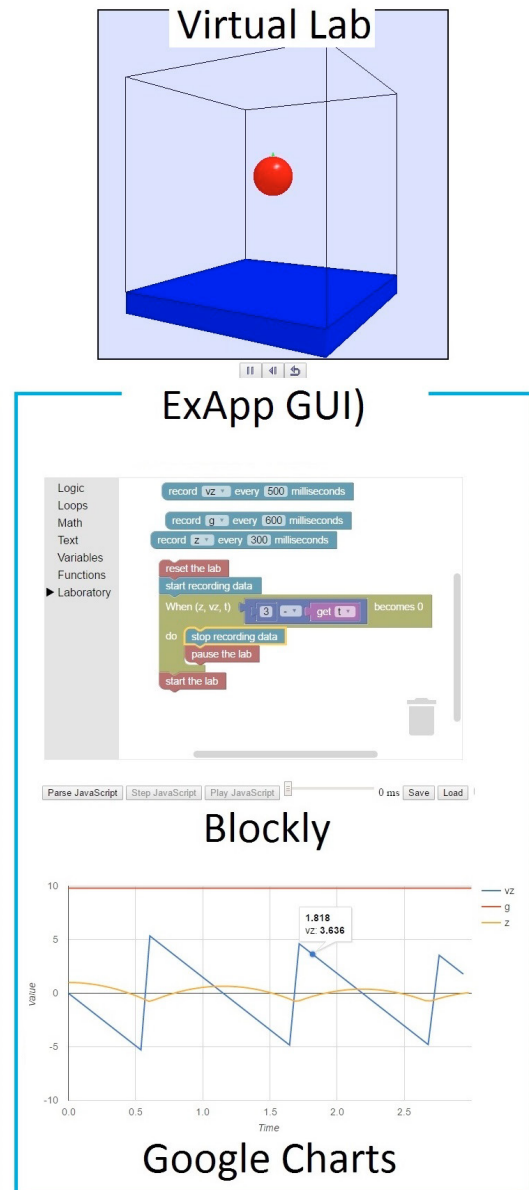 Virtual Lab
ExApp GUI)
Logic
Loops
Math
Text
Variables
Functions
Laboratory
record vz every 500 milliseconds
record g every 600 milliseconds
record z every 300 milliseconds
reset the lab
start recording data
When (z, vz, t) 3 - get t becomes 0
do stop recording data
pause the lab
start the lab
Parse JavaScript Step JavaScript Play JavaScript 0 ms Save Load
Blockly
10
5
0
-5
-10
Value
1.818
vz: 3.636
vz
g
z
0.0 0.5 1.0 1.5 2.0 2.5
Time
Google Charts